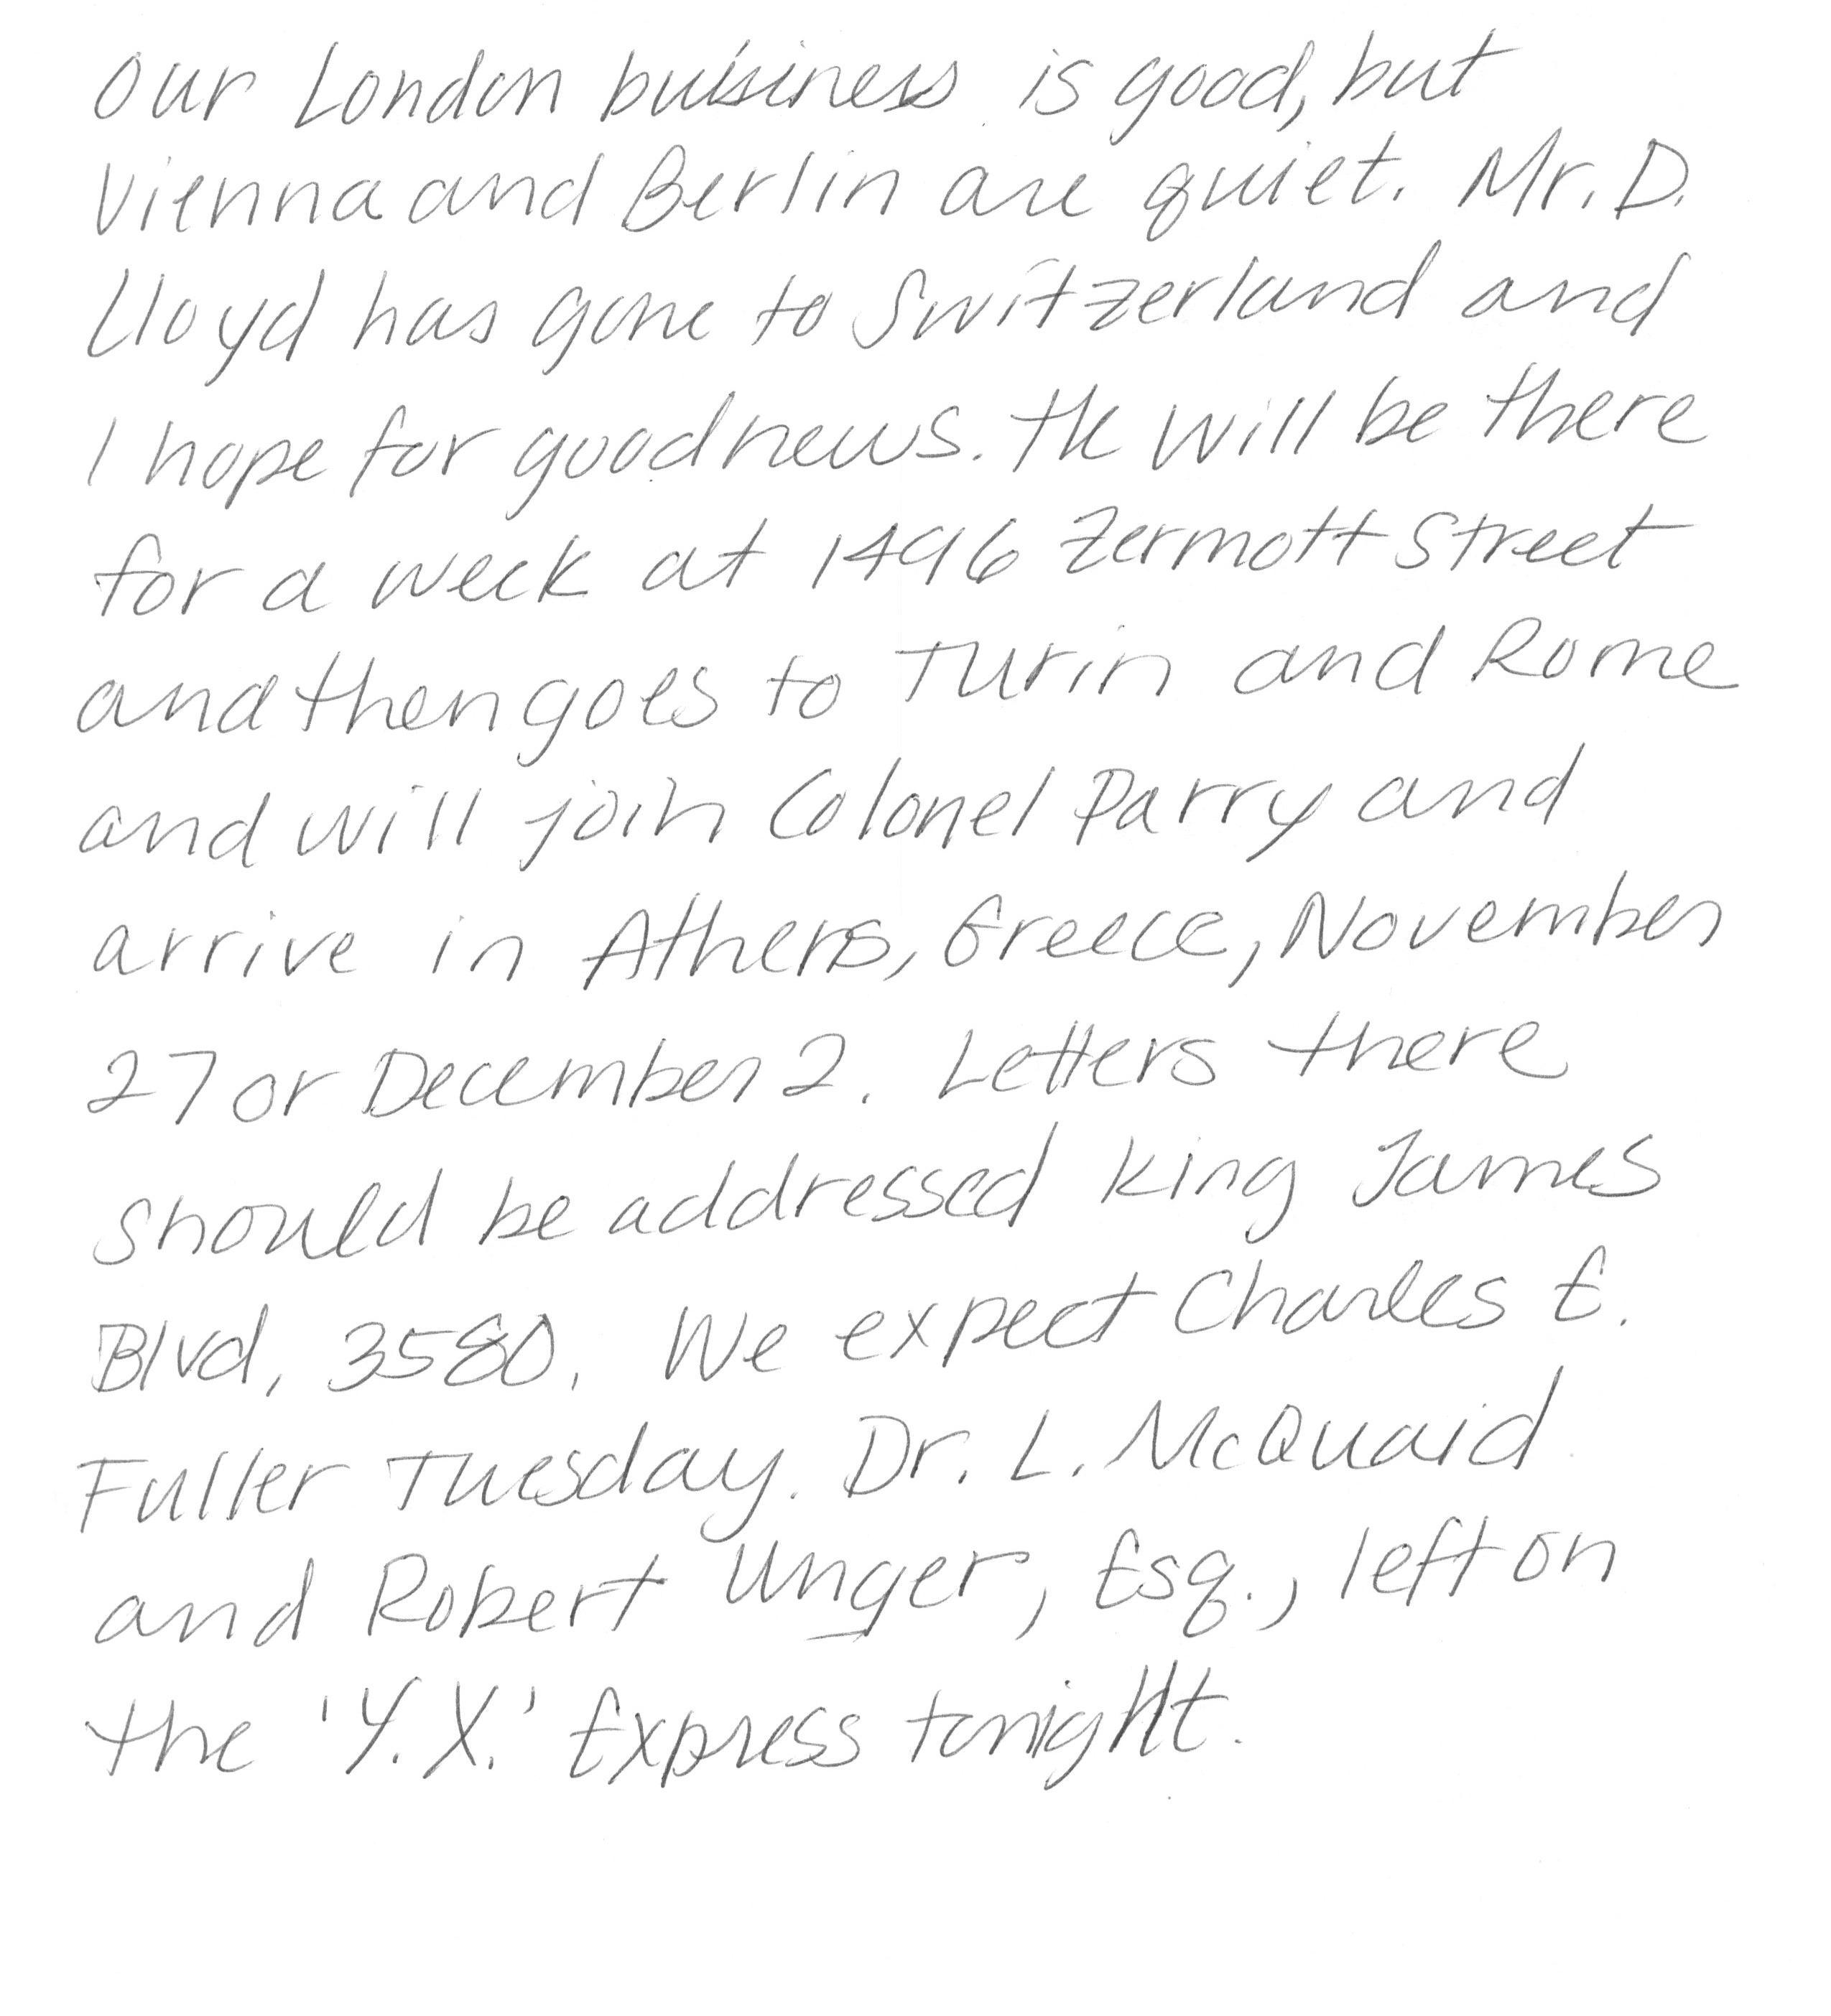 Our London business is good, but
Vienna and Berlin are quiet. Mr. D.
Lloyd has gone to Switzerland and
I hope for good news. He will be there
for a week at 1496 Zermott Street
and then goes to Turin and Rome
and will join Colonel Parry and
arrive in Athens, Greece, November
27 or December 2. Letters there
should be addressed King James
Blvd, 3580. We expect Charles E.
Fuller Tuesday. Dr. L. McQuaid
and Robert Unger, Esq., left on
the 'Y.X.' Express tonight.